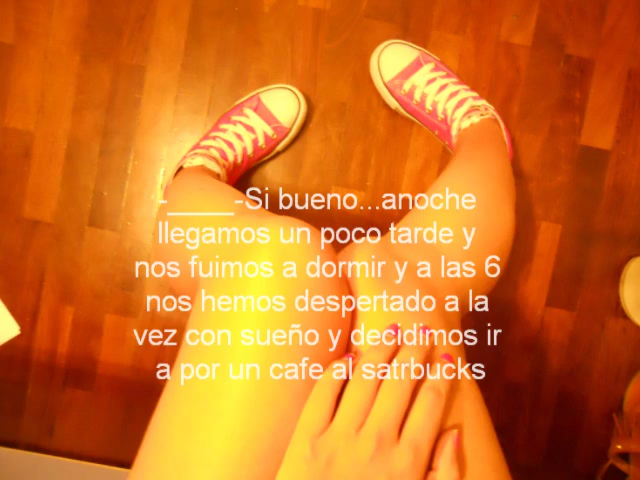 -____-Si bueno...anoche
llegamos un poco tarde y
nos fuimos a dormir y a las 6
nos hemos despertado a la
vez con sueño y decidimos ir
a por un cafe al satrbucks